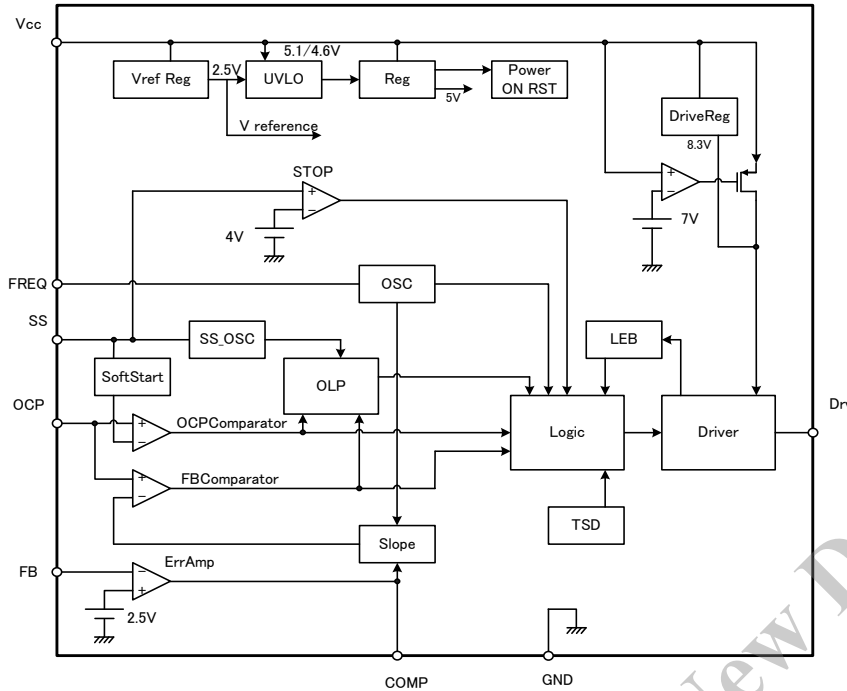 Vcc
5.1/4.6V
Vref Reg
2.5V
UVLO
Reg
Power
ON RST
5V
V reference
DriveReg
8.3V
STOP
+
−
4V
+
−
7V
FREQ
OSC
SS
SS_OSC
LEB
SoftStart
OLP
OCP
+
−
OCPComparator
Logic
Driver
+
−
FBComparator
TSD
Slope
FB
ErrAmp
−
+
2.5V
COMP
GND